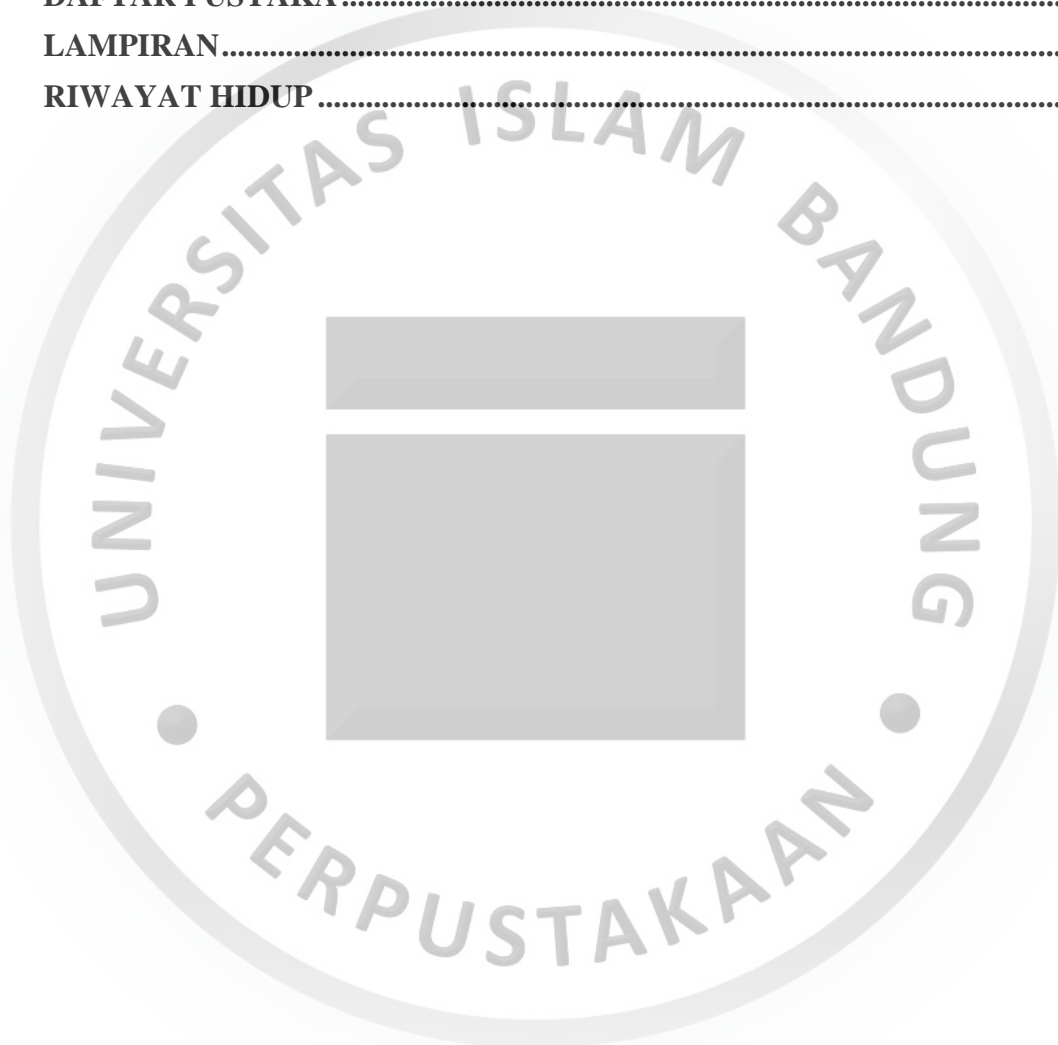 DAFTAR PUSTAKA................................................................................................
LAMPIRAN................................................................................................
RIWAYAT HIDUP................................................................................................
UNIVERSITAS ISLAM BANDUNG
• PERPUSTAKAAN •